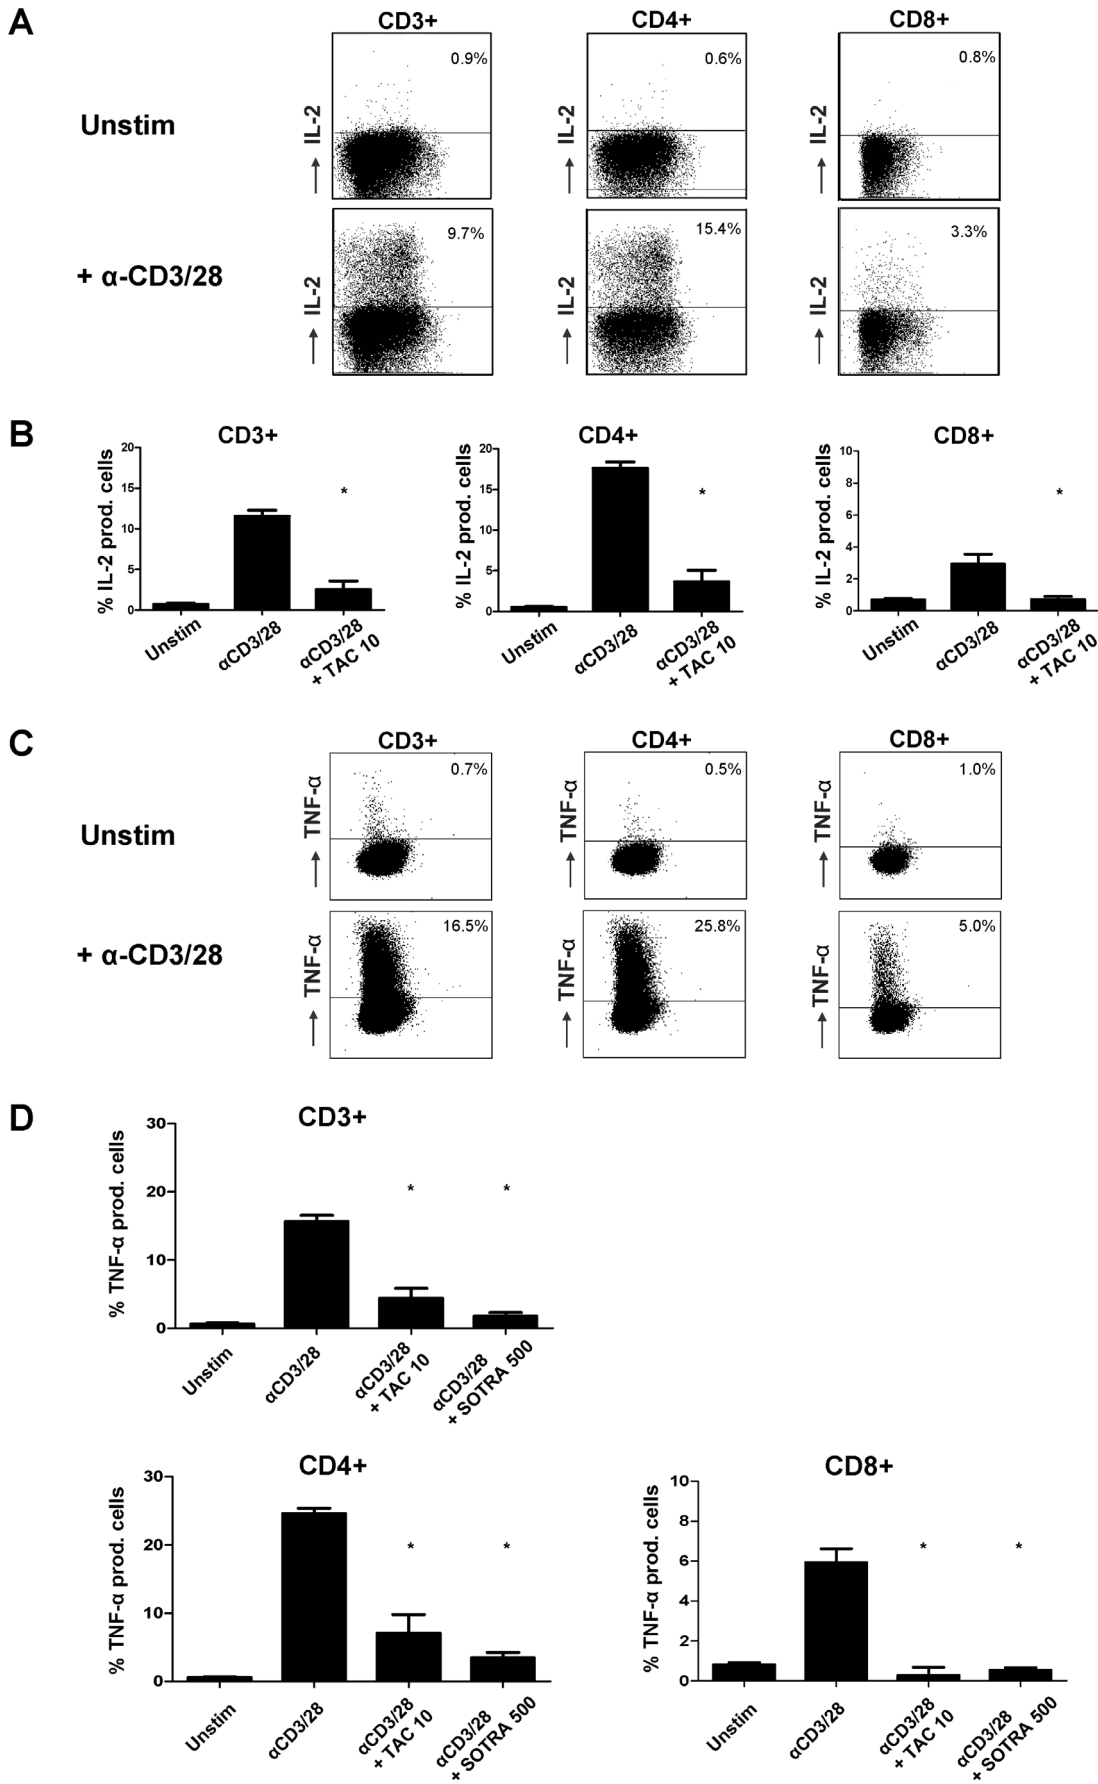 A
CD3+
CD4+
CD8+
Unstim
→ IL-2
0.9%
→ IL-2
0.6%
→ IL-2
0.8%
+ α-CD3/28
→ IL-2
9.7%
→ IL-2
15.4%
→ IL-2
3.3%
B
CD3+
% IL-2 prod. cells
20
15
10
5
0
*
Unstim
αCD3/28
αCD3/28
+ TAC 10
CD4+
% IL-2 prod. cells
20
15
10
5
0
*
Unstim
αCD3/28
αCD3/28
+ TAC 10
CD8+
% IL-2 prod. cells
10
8
6
4
2
0
*
Unstim
αCD3/28
αCD3/28
+ TAC 10
C
CD3+
CD4+
CD8+
Unstim
→ TNF-α
0.7%
→ TNF-α
0.5%
→ TNF-α
1.0%
+ α-CD3/28
→ TNF-α
16.5%
→ TNF-α
25.8%
→ TNF-α
5.0%
D
CD3+
% TNF-α prod. cells
30
20
10
0
*
*
Unstim
αCD3/28
αCD3/28
+ TAC 10
αCD3/28
+ SOTRA 500
CD4+
% TNF-α prod. cells
30
20
10
0
*
*
Unstim
αCD3/28
αCD3/28
+ TAC 10
αCD3/28
+ SOTRA 500
CD8+
% TNF-α prod. cells
10
8
6
4
2
0
*
*
Unstim
αCD3/28
αCD3/28
+ TAC 10
αCD3/28
+ SOTRA 500